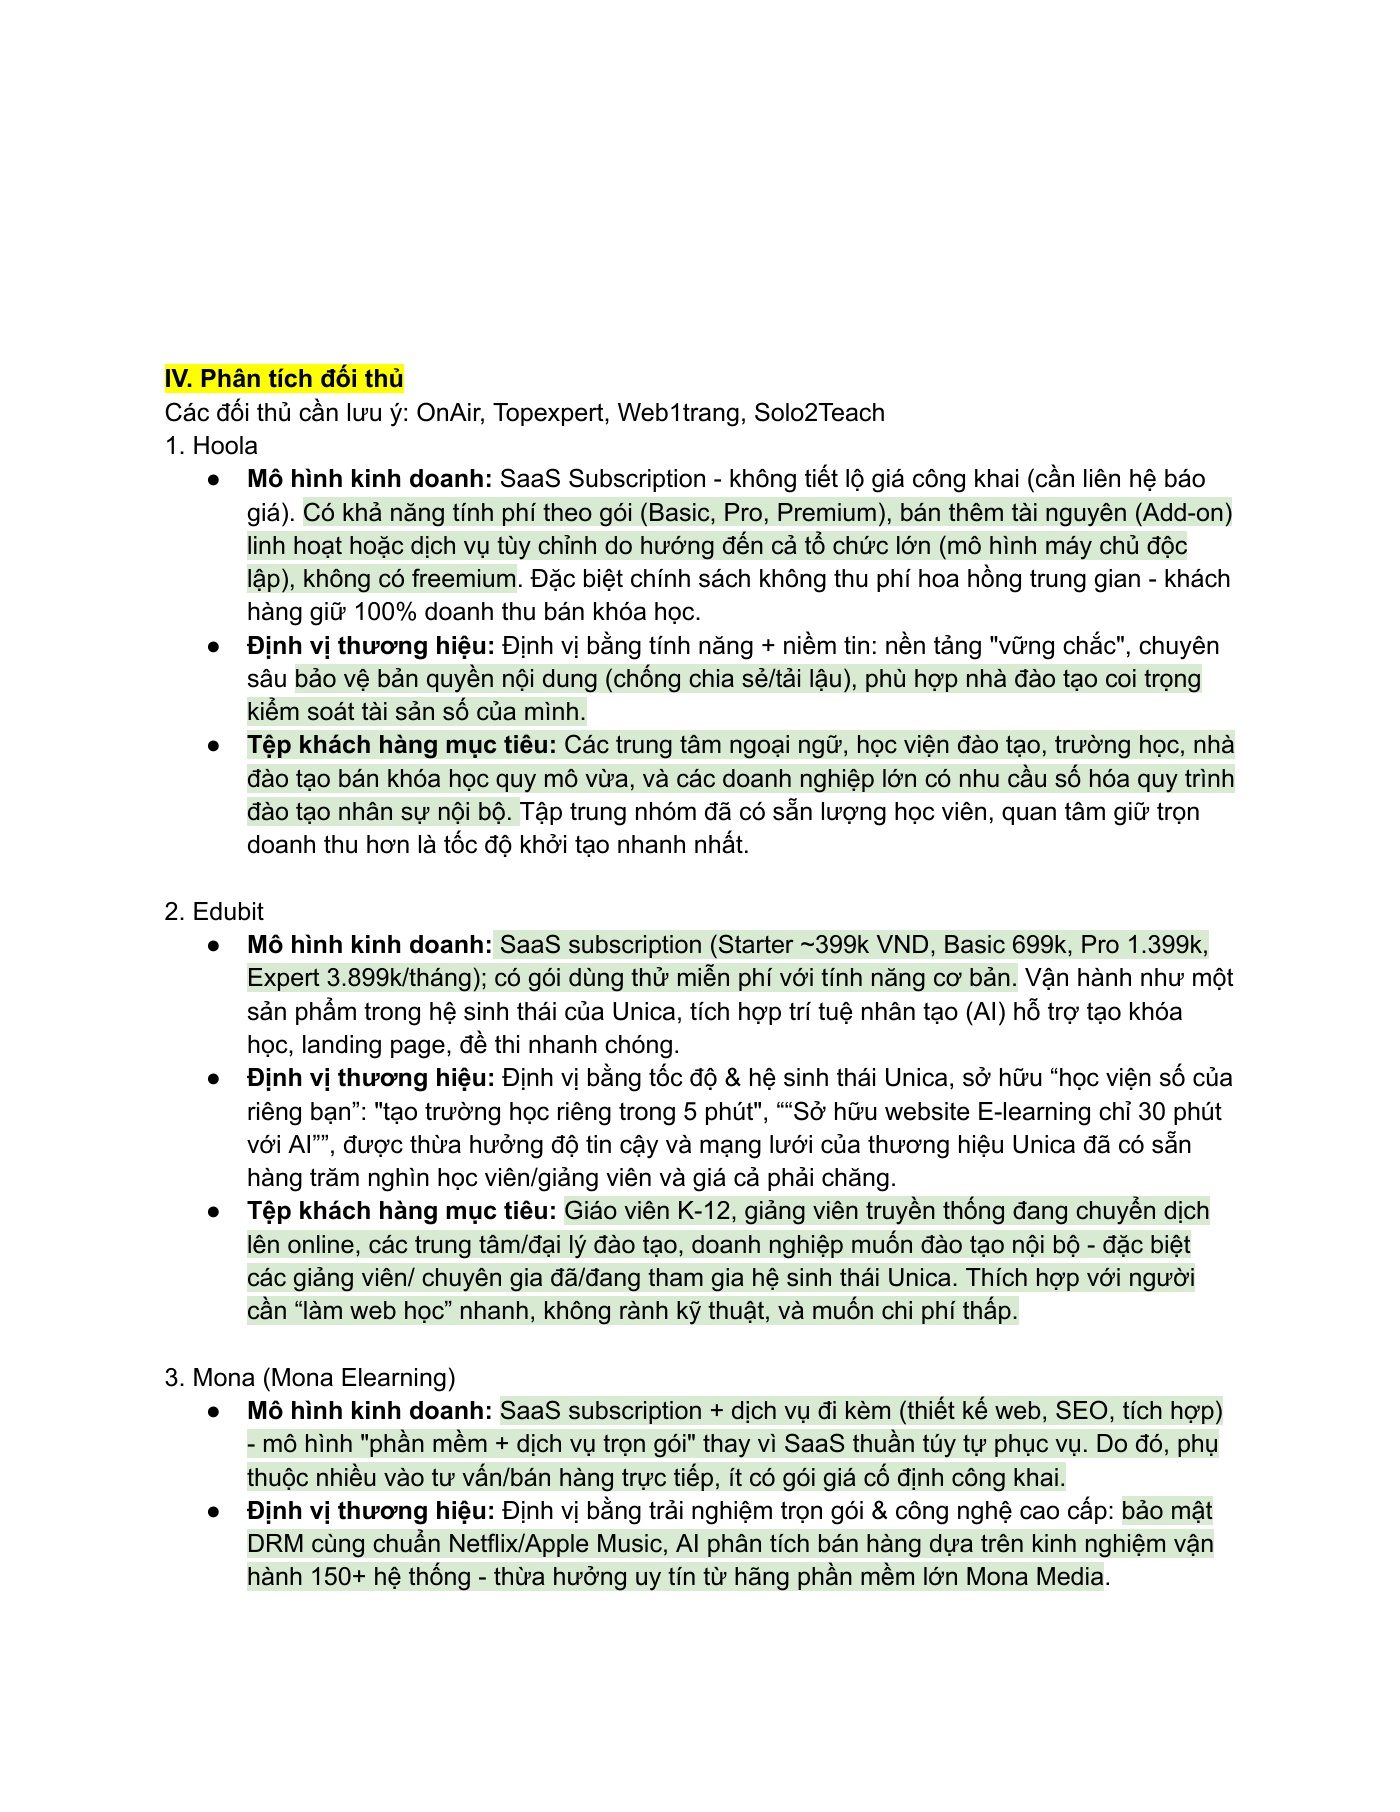 IV. Phân tích đối thủ
Các đối thủ cần lưu ý: OnAir, Topexpert, Web1trang, Solo2Teach
1. Hoola
● Mô hình kinh doanh: SaaS Subscription - không tiết lộ giá công khai (cần liên hệ báo
giá). Có khả năng tính phí theo gói (Basic, Pro, Premium), bán thêm tài nguyên (Add-on)
linh hoạt hoặc dịch vụ tùy chỉnh do hướng đến cả tổ chức lớn (mô hình máy chủ độc
lập), không có freemium. Đặc biệt chính sách không thu phí hoa hồng trung gian - khách
hàng giữ 100% doanh thu bán khóa học.
● Định vị thương hiệu: Định vị bằng tính năng + niềm tin: nền tảng "vững chắc", chuyên
sâu bảo vệ bản quyền nội dung (chống chia sẻ/tải lậu), phù hợp nhà đào tạo coi trọng
kiểm soát tài sản số của mình.
● Tệp khách hàng mục tiêu: Các trung tâm ngoại ngữ, học viện đào tạo, trường học, nhà
đào tạo bán khóa học quy mô vừa, và các doanh nghiệp lớn có nhu cầu số hóa quy trình
đào tạo nhân sự nội bộ. Tập trung nhóm đã có sẵn lượng học viên, quan tâm giữ trọn
doanh thu hơn là tốc độ khởi tạo nhanh nhất.
2. Edubit
● Mô hình kinh doanh: SaaS subscription (Starter ~399k VND, Basic 699k, Pro 1.399k,
Expert 3.899k/tháng); có gói dùng thử miễn phí với tính năng cơ bản. Vận hành như một
sản phẩm trong hệ sinh thái của Unica, tích hợp trí tuệ nhân tạo (AI) hỗ trợ tạo khóa
học, landing page, đề thi nhanh chóng.
● Định vị thương hiệu: Định vị bằng tốc độ & hệ sinh thái Unica, sở hữu “học viện số của
riêng bạn”: "tạo trường học riêng trong 5 phút", ““Sở hữu website E-learning chỉ 30 phút
với AI””, được thừa hưởng độ tin cậy và mạng lưới của thương hiệu Unica đã có sẵn
hàng trăm nghìn học viên/giảng viên và giá cả phải chăng.
● Tệp khách hàng mục tiêu: Giáo viên K-12, giảng viên truyền thống đang chuyển dịch
lên online, các trung tâm/đại lý đào tạo, doanh nghiệp muốn đào tạo nội bộ - đặc biệt
các giảng viên/ chuyên gia đã/đang tham gia hệ sinh thái Unica. Thích hợp với người
cần “làm web học” nhanh, không rành kỹ thuật, và muốn chi phí thấp.
3. Mona (Mona Elearning)
● Mô hình kinh doanh: SaaS subscription + dịch vụ đi kèm (thiết kế web, SEO, tích hợp)
- mô hình "phần mềm + dịch vụ trọn gói" thay vì SaaS thuần túy tự phục vụ. Do đó, phụ
thuộc nhiều vào tư vấn/bán hàng trực tiếp, ít có gói giá cố định công khai.
● Định vị thương hiệu: Định vị bằng trải nghiệm trọn gói & công nghệ cao cấp: bảo mật
DRM cùng chuẩn Netflix/Apple Music, AI phân tích bán hàng dựa trên kinh nghiệm vận
hành 150+ hệ thống - thừa hưởng uy tín từ hãng phần mềm lớn Mona Media.